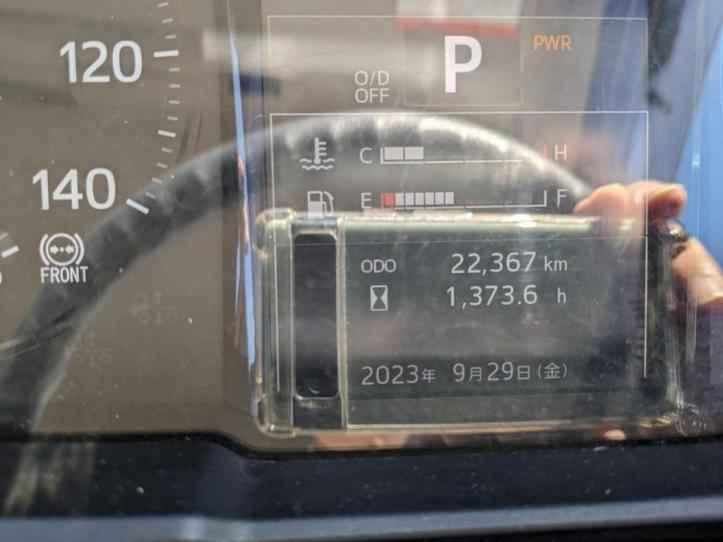 120
140
FRONT
P
PWR
O/D
OFF
C H
E F
ODO 22,367 km
1,373.6 h
2023年 9月29日(金)